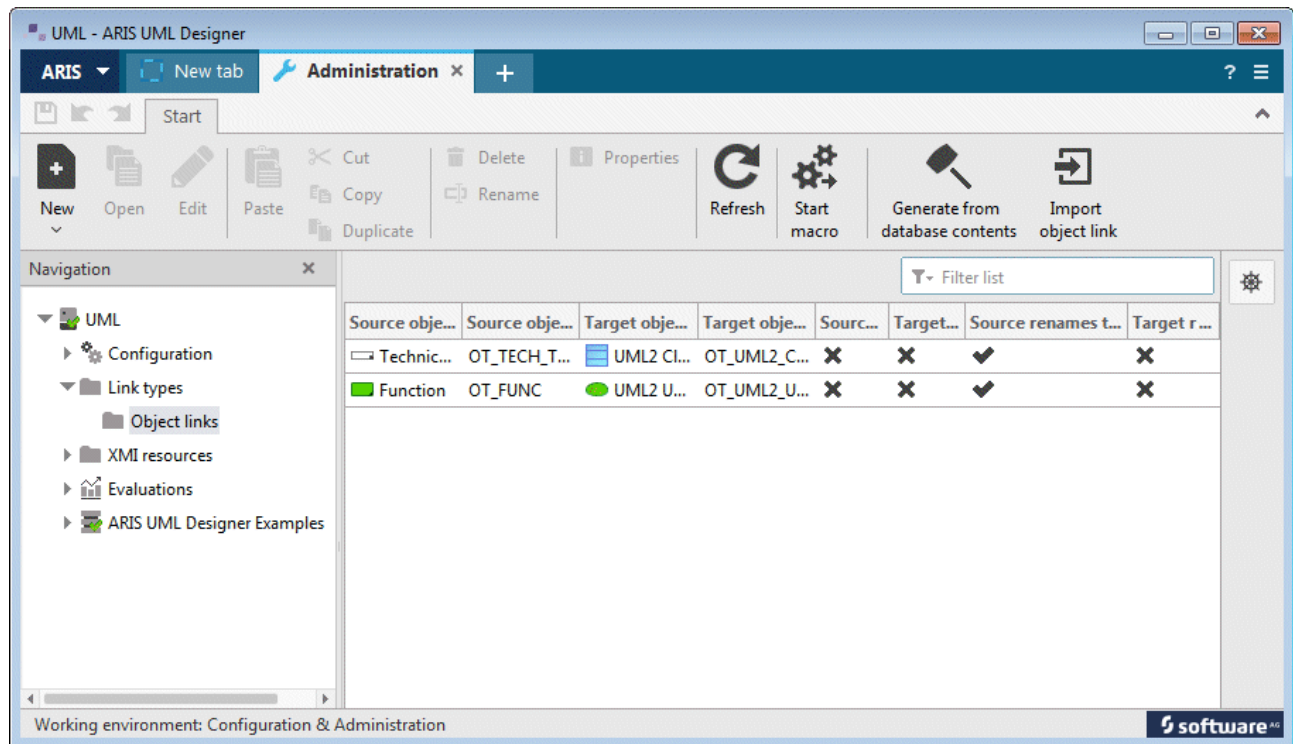 UML - ARIS UML Designer
ARIS New tab Administration +
?
Start
New Open Edit Paste Cut Copy Duplicate Delete Rename Properties Refresh Start macro Generate from database contents Import object link
Navigation
Filter list
UML
Configuration
Link types
Object links
XMI resources
Evaluations
ARIS UML Designer Examples
Source obje... Source obje... Target obje... Target obje... Sourc... Target... Source renames t... Target r...
Technic... OT_TECH_T... UML2 Cl... OT_UML2_C...
Function OT_FUNC UML2 U... OT_UML2_U...
Working environment: Configuration & Administration
software AG